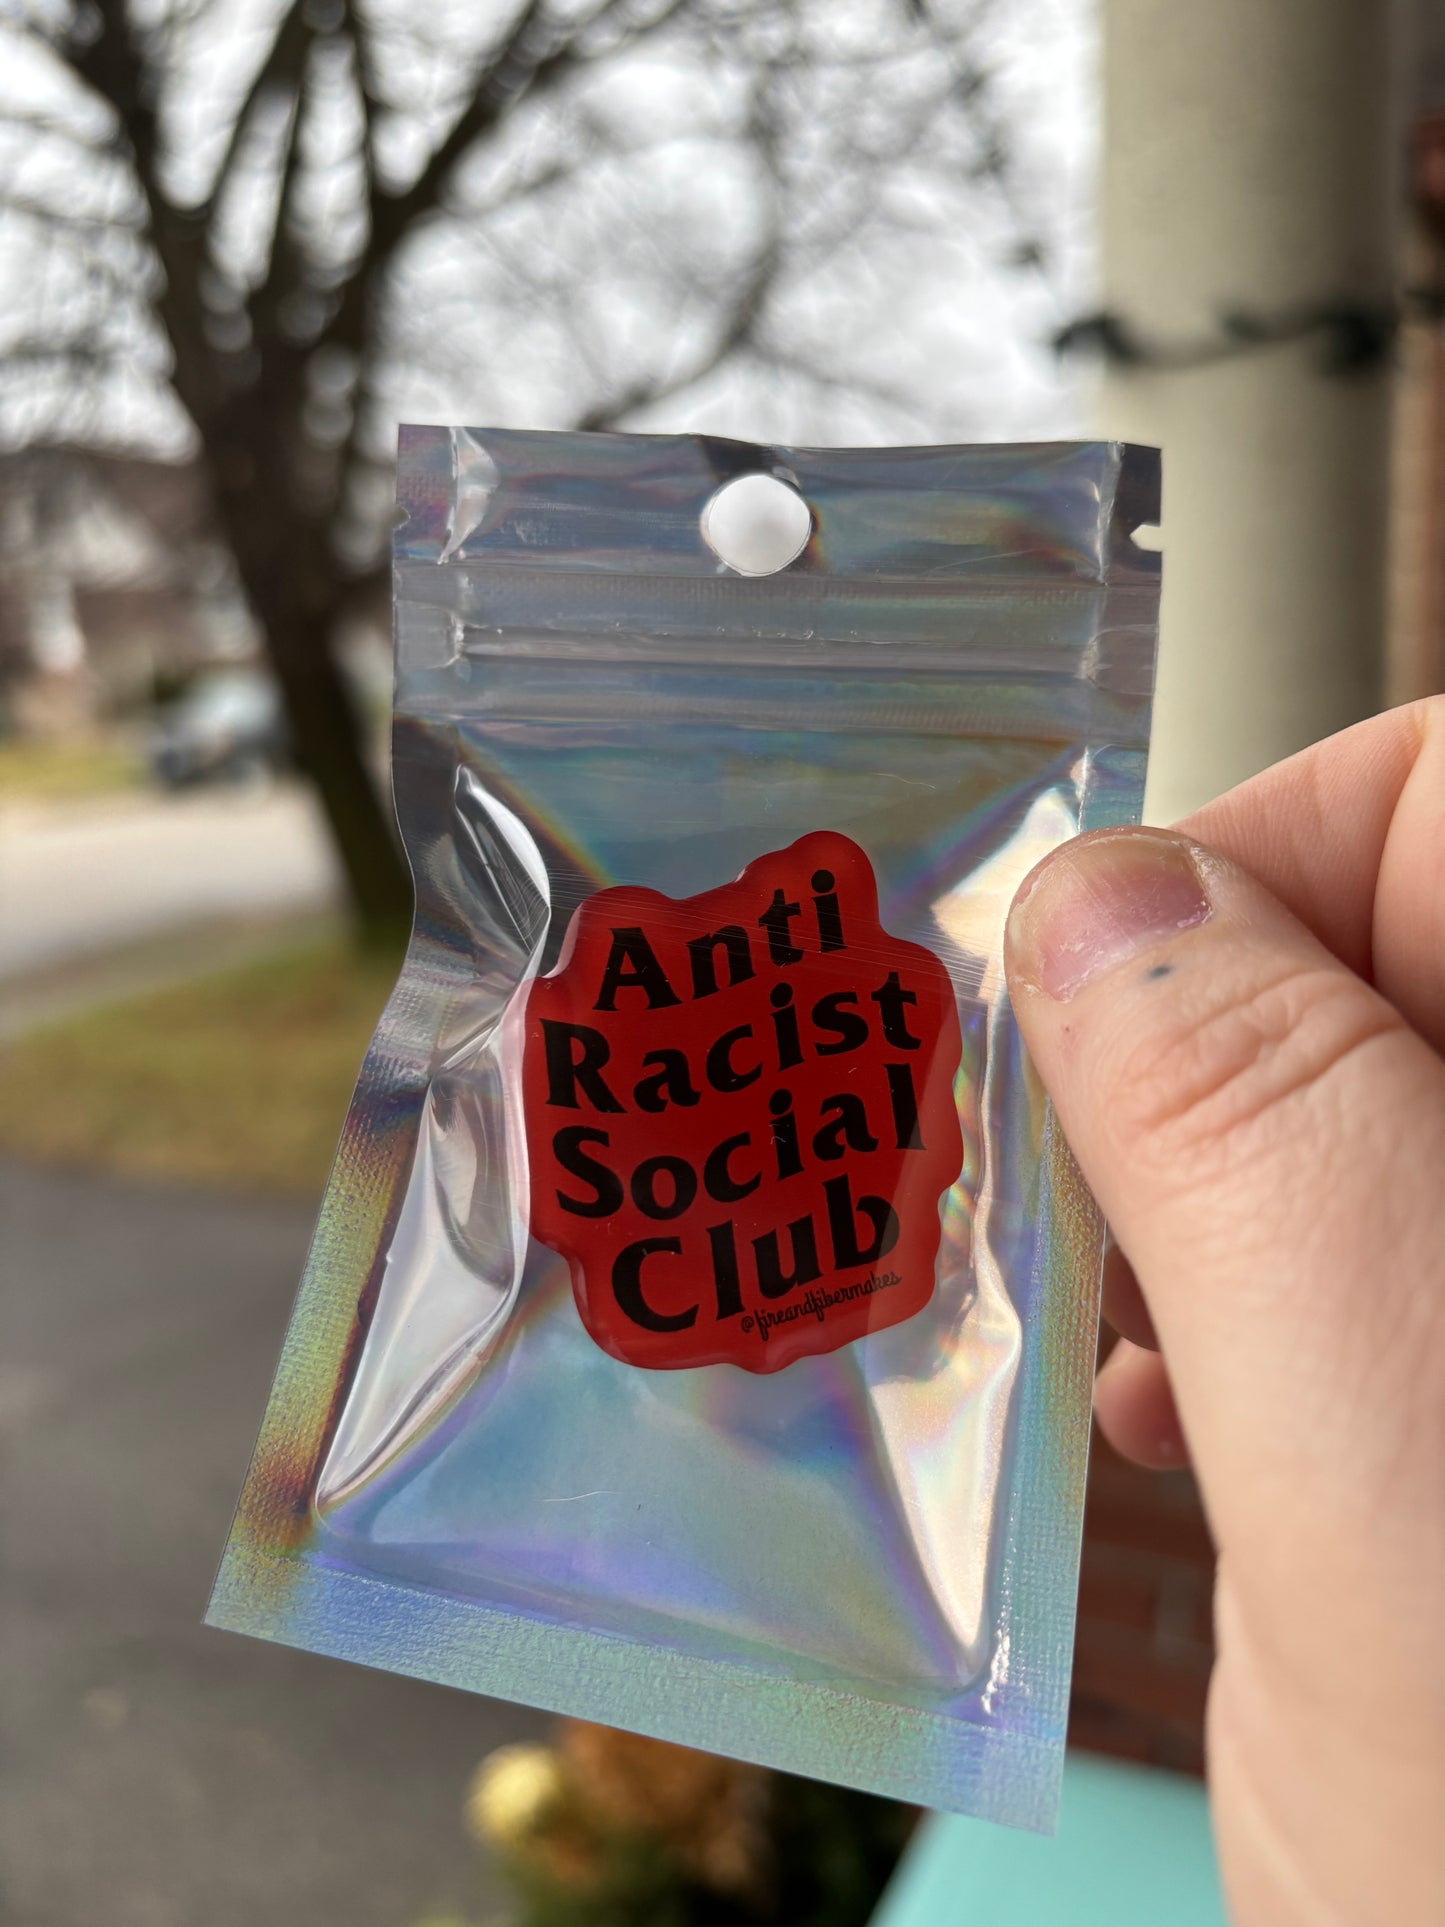 Anti
Racist
Social
Club
@fireandfibermakes